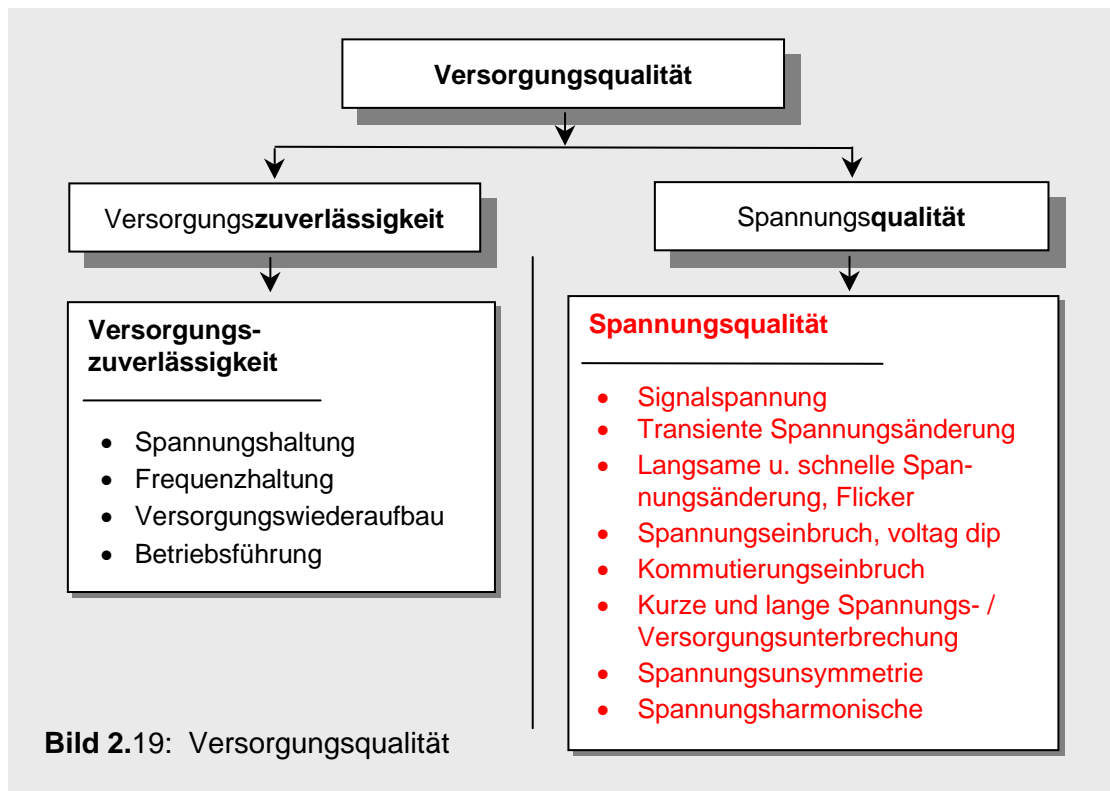 Versorgungsqualität
Versorgungszuverlässigkeit
Spannungsqualität
Versorgungs-
zuverlässigkeit
• Spannungshaltung
• Frequenzhaltung
• Versorgungswiederaufbau
• Betriebsführung
Spannungsqualität
• Signalspannung
• Transiente Spannungsänderung
• Langsame u. schnelle Span-
nungsänderung, Flicker
• Spannungseinbruch, voltag dip
• Kommutierungseinbruch
• Kurze und lange Spannungs- /
Versorgungsunterbrechung
• Spannungsunsymmetrie
• Spannungsharmonische
Bild 2.19: Versorgungsqualität